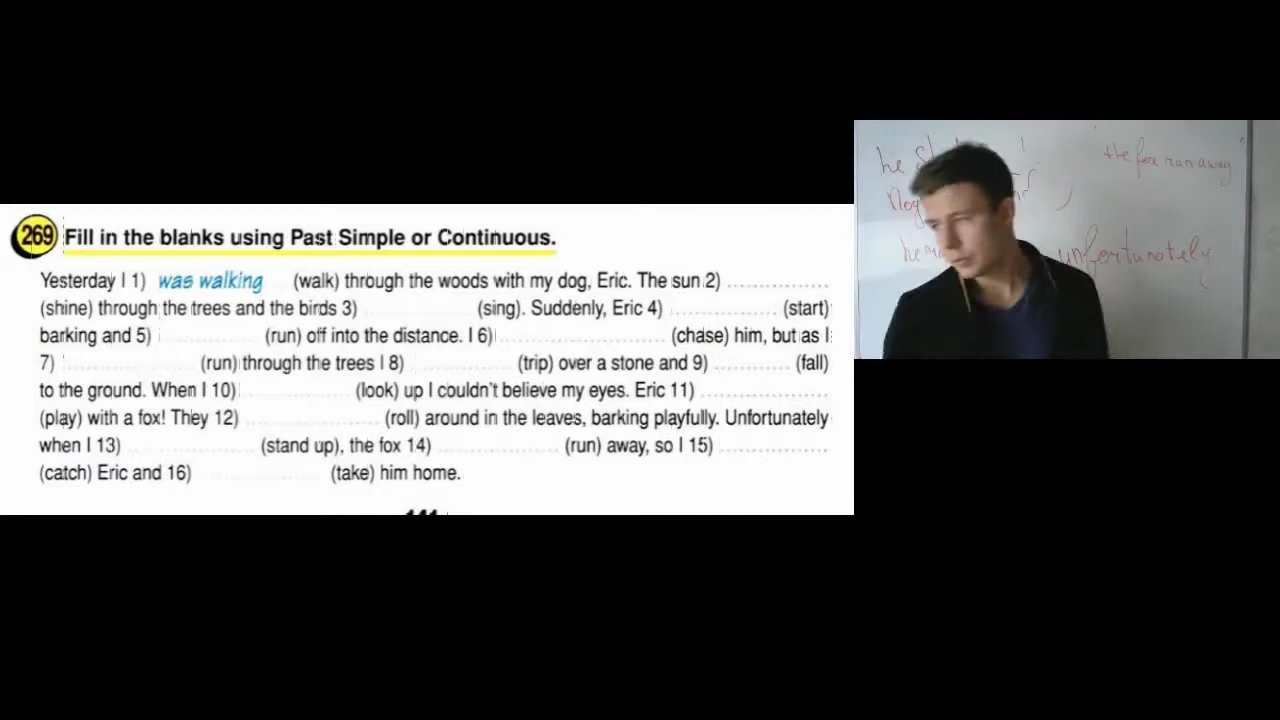 269 Fill in the blanks using Past Simple or Continuous.
Yesterday I 1) was walking (walk) through the woods with my dog, Eric. The sun 2) ....................
(shine) through the trees and the birds 3) .................... (sing). Suddenly, Eric 4) .................... (start)
barking and 5) .................... (run) off into the distance. I 6) .................... (chase) him, but as I
7) .................... (run) through the trees I 8) .................... (trip) over a stone and 9) .................... (fall)
to the ground. When I 10) .................... (look) up I couldn't believe my eyes. Eric 11) ....................
(play) with a fox! They 12) .................... (roll) around in the leaves, barking playfully. Unfortunately
when I 13) .................... (stand up), the fox 14) .................... (run) away, so I 15) ....................
(catch) Eric and 16) .................... (take) him home.
he
the fox ran away
unfortunately